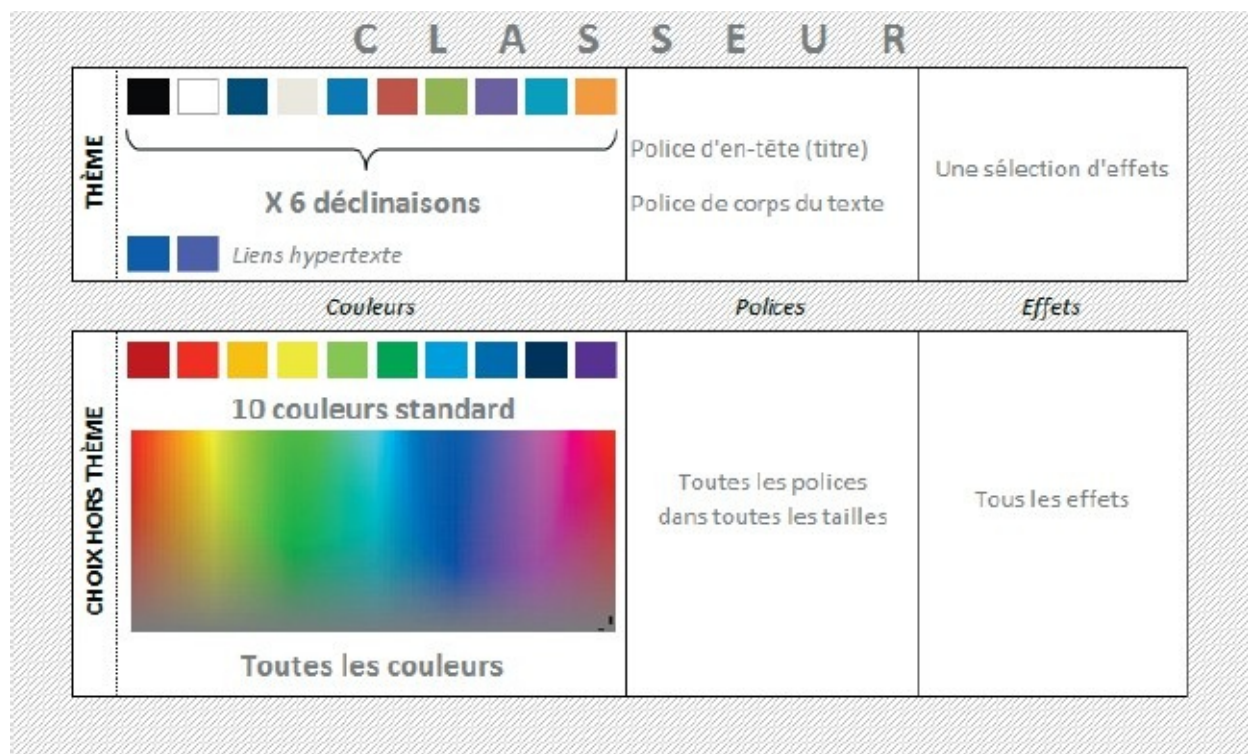 C L A S S E U R
THÈME
X 6 déclinaisons
Liens hypertexte
Police d'en-tête (titre)
Police de corps du texte
Une sélection d'effets
Couleurs
Polices
Effets
CHOIX HORS THÈME
10 couleurs standard
Toutes les couleurs
Toutes les polices
dans toutes les tailles
Tous les effets